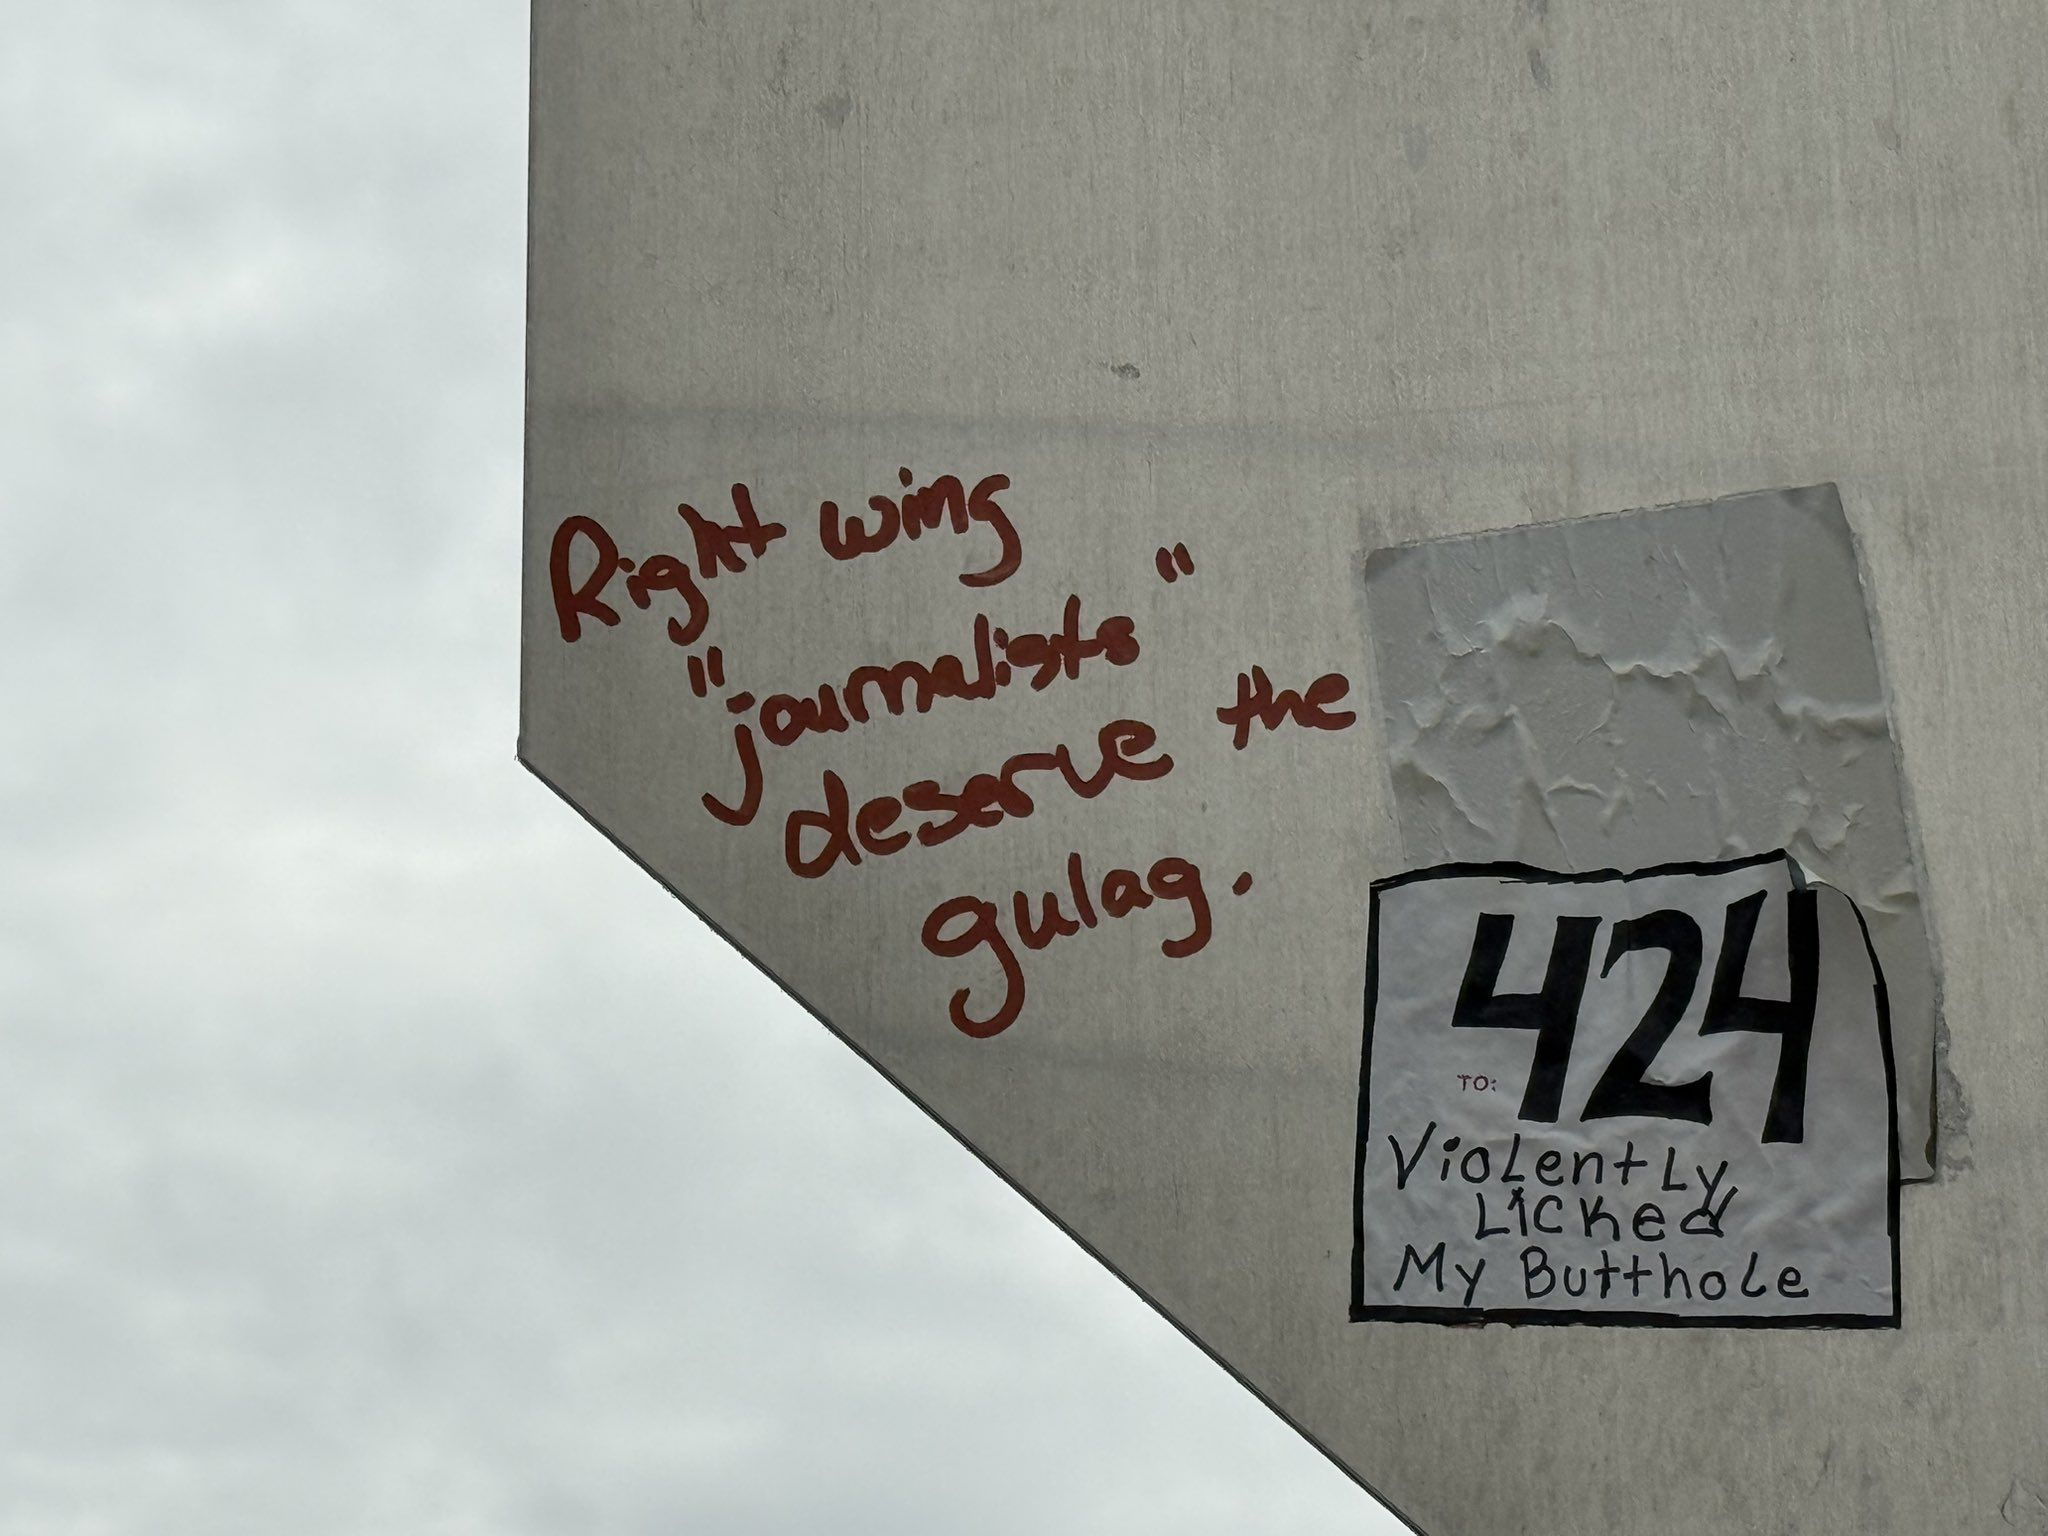 Right wing
"journalists"
deserve the
gulag.
424
TO:
VioLentLy
Licked
My ButthoLe